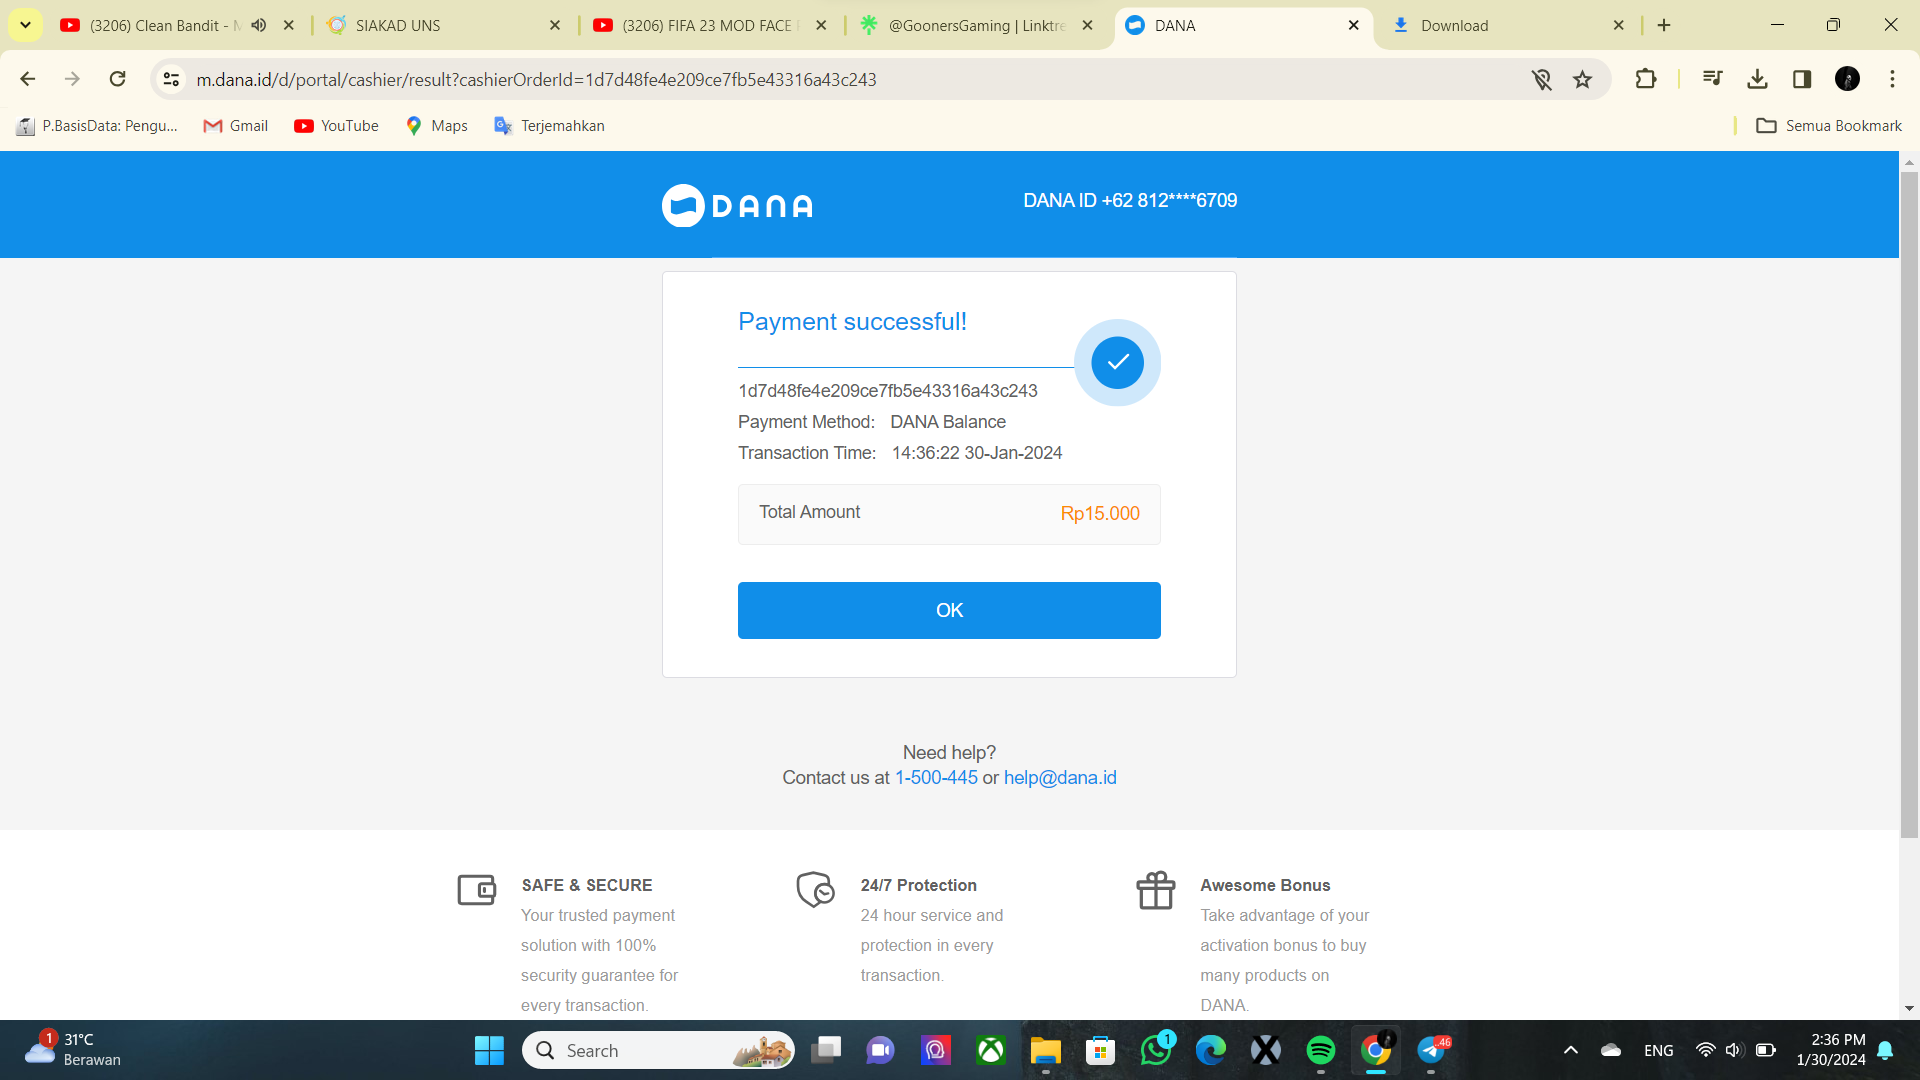 (3206) Clean Bandit - M
SIAKAD UNS
(3206) FIFA 23 MOD FACE
@GoonersGaming | Linktre
DANA
Download
m.dana.id/d/portal/cashier/result?cashierOrderId=1d7d48fe4e209ce7fb5e43316a43c243
P.BasisData: Pengu...
Gmail
YouTube
Maps
Terjemahkan
Semua Bookmark
DANA
DANA ID +62 812****6709
Payment successful!
1d7d48fe4e209ce7fb5e43316a43c243
Payment Method: DANA Balance
Transaction Time: 14:36:22 30-Jan-2024
Total Amount Rp15.000
OK
Need help?
Contact us at 1-500-445 or help@dana.id
SAFE & SECURE
Your trusted payment
solution with 100%
security guarantee for
every transaction.
24/7 Protection
24 hour service and
protection in every
transaction.
Awesome Bonus
Take advantage of your
activation bonus to buy
many products on
DANA.
1
31°C
Berawan
Search
1
.46
ENG
2:36 PM
1/30/2024